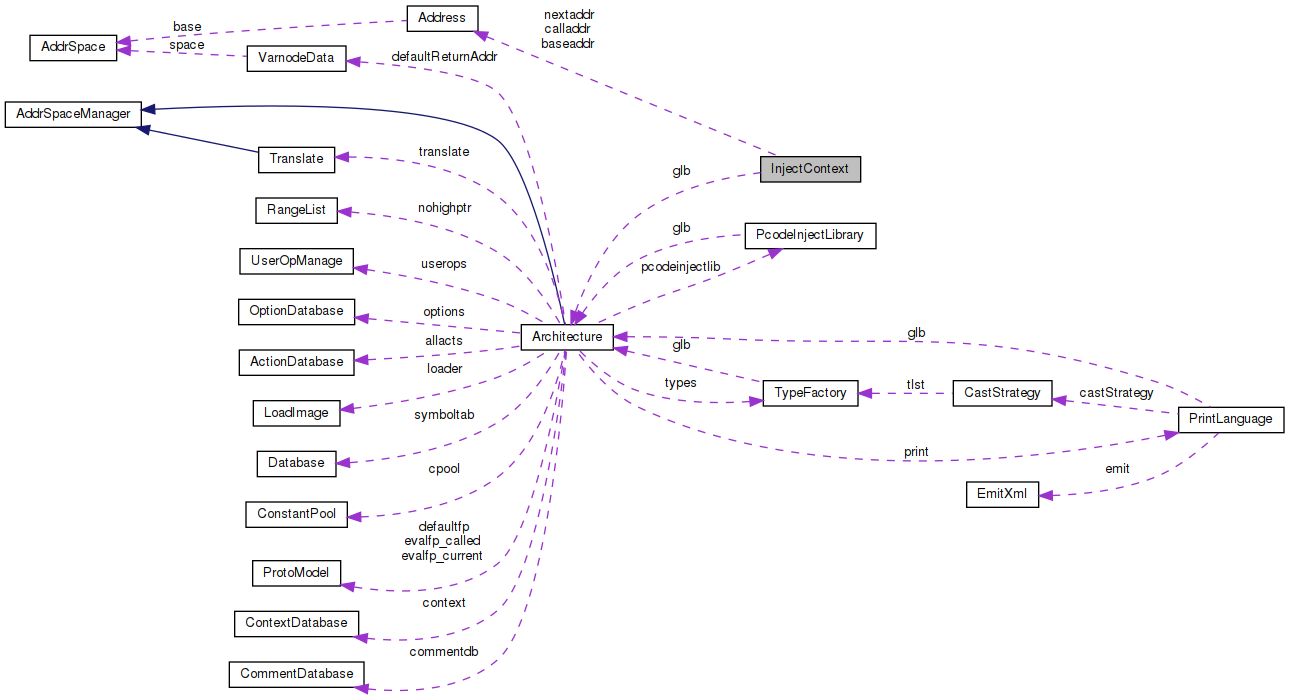 Address
nextaddr
calladdr
baseaddr
base
AddrSpace
space
VarnodeData
defaultReturnAddr
AddrSpaceManager
translate
Translate
InjectContext
glb
RangeList
nohighptr
glb
PcodeInjectLibrary
UserOpManage
userops
pcodeinjectlib
OptionDatabase
options
Architecture
glb
allacts
glb
ActionDatabase
loader
types
TypeFactory
tlst
CastStrategy
castStrategy
LoadImage
symboltab
PrintLanguage
Database
cpool
print
emit
EmitXml
ConstantPool
defaultfp
evalfp_called
evalfp_current
ProtoModel
context
ContextDatabase
commentdb
CommentDatabase